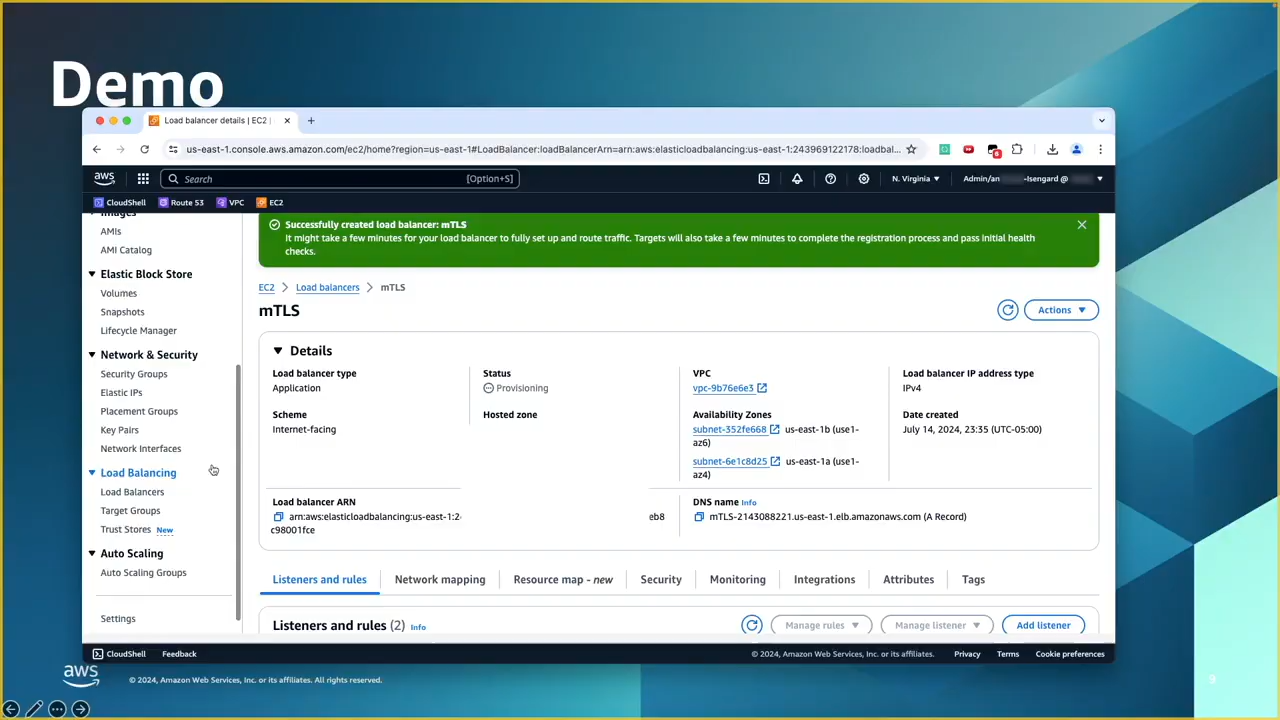 Demo
Load balancer details | EC2 |
us-east-1.console.aws.amazon.com/ec2/home?region=us-east-1#LoadBalancer:loadBalancerArn=arn:aws:elasticloadbalancing:us-east-1:243969122178:loadbal...
6
aws
Search
[Option+S]
N. Virginia
Admin/an
-Isengard @
CloudShell
Route 53
VPC
EC2
Images
AMIs
AMI Catalog
Elastic Block Store
Volumes
Snapshots
Lifecycle Manager
Network & Security
Security Groups
Elastic IPs
Placement Groups
Key Pairs
Network Interfaces
Load Balancing
Load Balancers
Target Groups
Trust Stores New
Auto Scaling
Auto Scaling Groups
Settings
Successfully created load balancer: mTLS
It might take a few minutes for your load balancer to fully set up and route traffic. Targets will also take a few minutes to complete the registration process and pass initial health
checks.
EC2 > Load balancers > mTLS
mTLS
Actions
Details
Load balancer type
Application
Status
Provisioning
VPC
vpc-9b76e6e3
Load balancer IP address type
IPv4
Scheme
Internet-facing
Hosted zone
Availability Zones
subnet-352fe668 us-east-1b (use1-
az6)
subnet-6e1c8d25 us-east-1a (use1-
az4)
Date created
July 14, 2024, 23:35 (UTC-05:00)
Load balancer ARN
arn:aws:elasticloadbalancing:us-east-1:2
eb8
c98001fce
DNS name Info
mTLS-2143088221.us-east-1.elb.amazonaws.com (A Record)
Listeners and rules
Network mapping
Resource map - new
Security
Monitoring
Integrations
Attributes
Tags
Listeners and rules (2) Info
Manage rules
Manage listener
Add listener
CloudShell
Feedback
© 2024, Amazon Web Services, Inc. or its affiliates.
Privacy
Terms
Cookie preferences
aws
© 2024, Amazon Web Services, Inc. or its affiliates. All rights reserved.
9